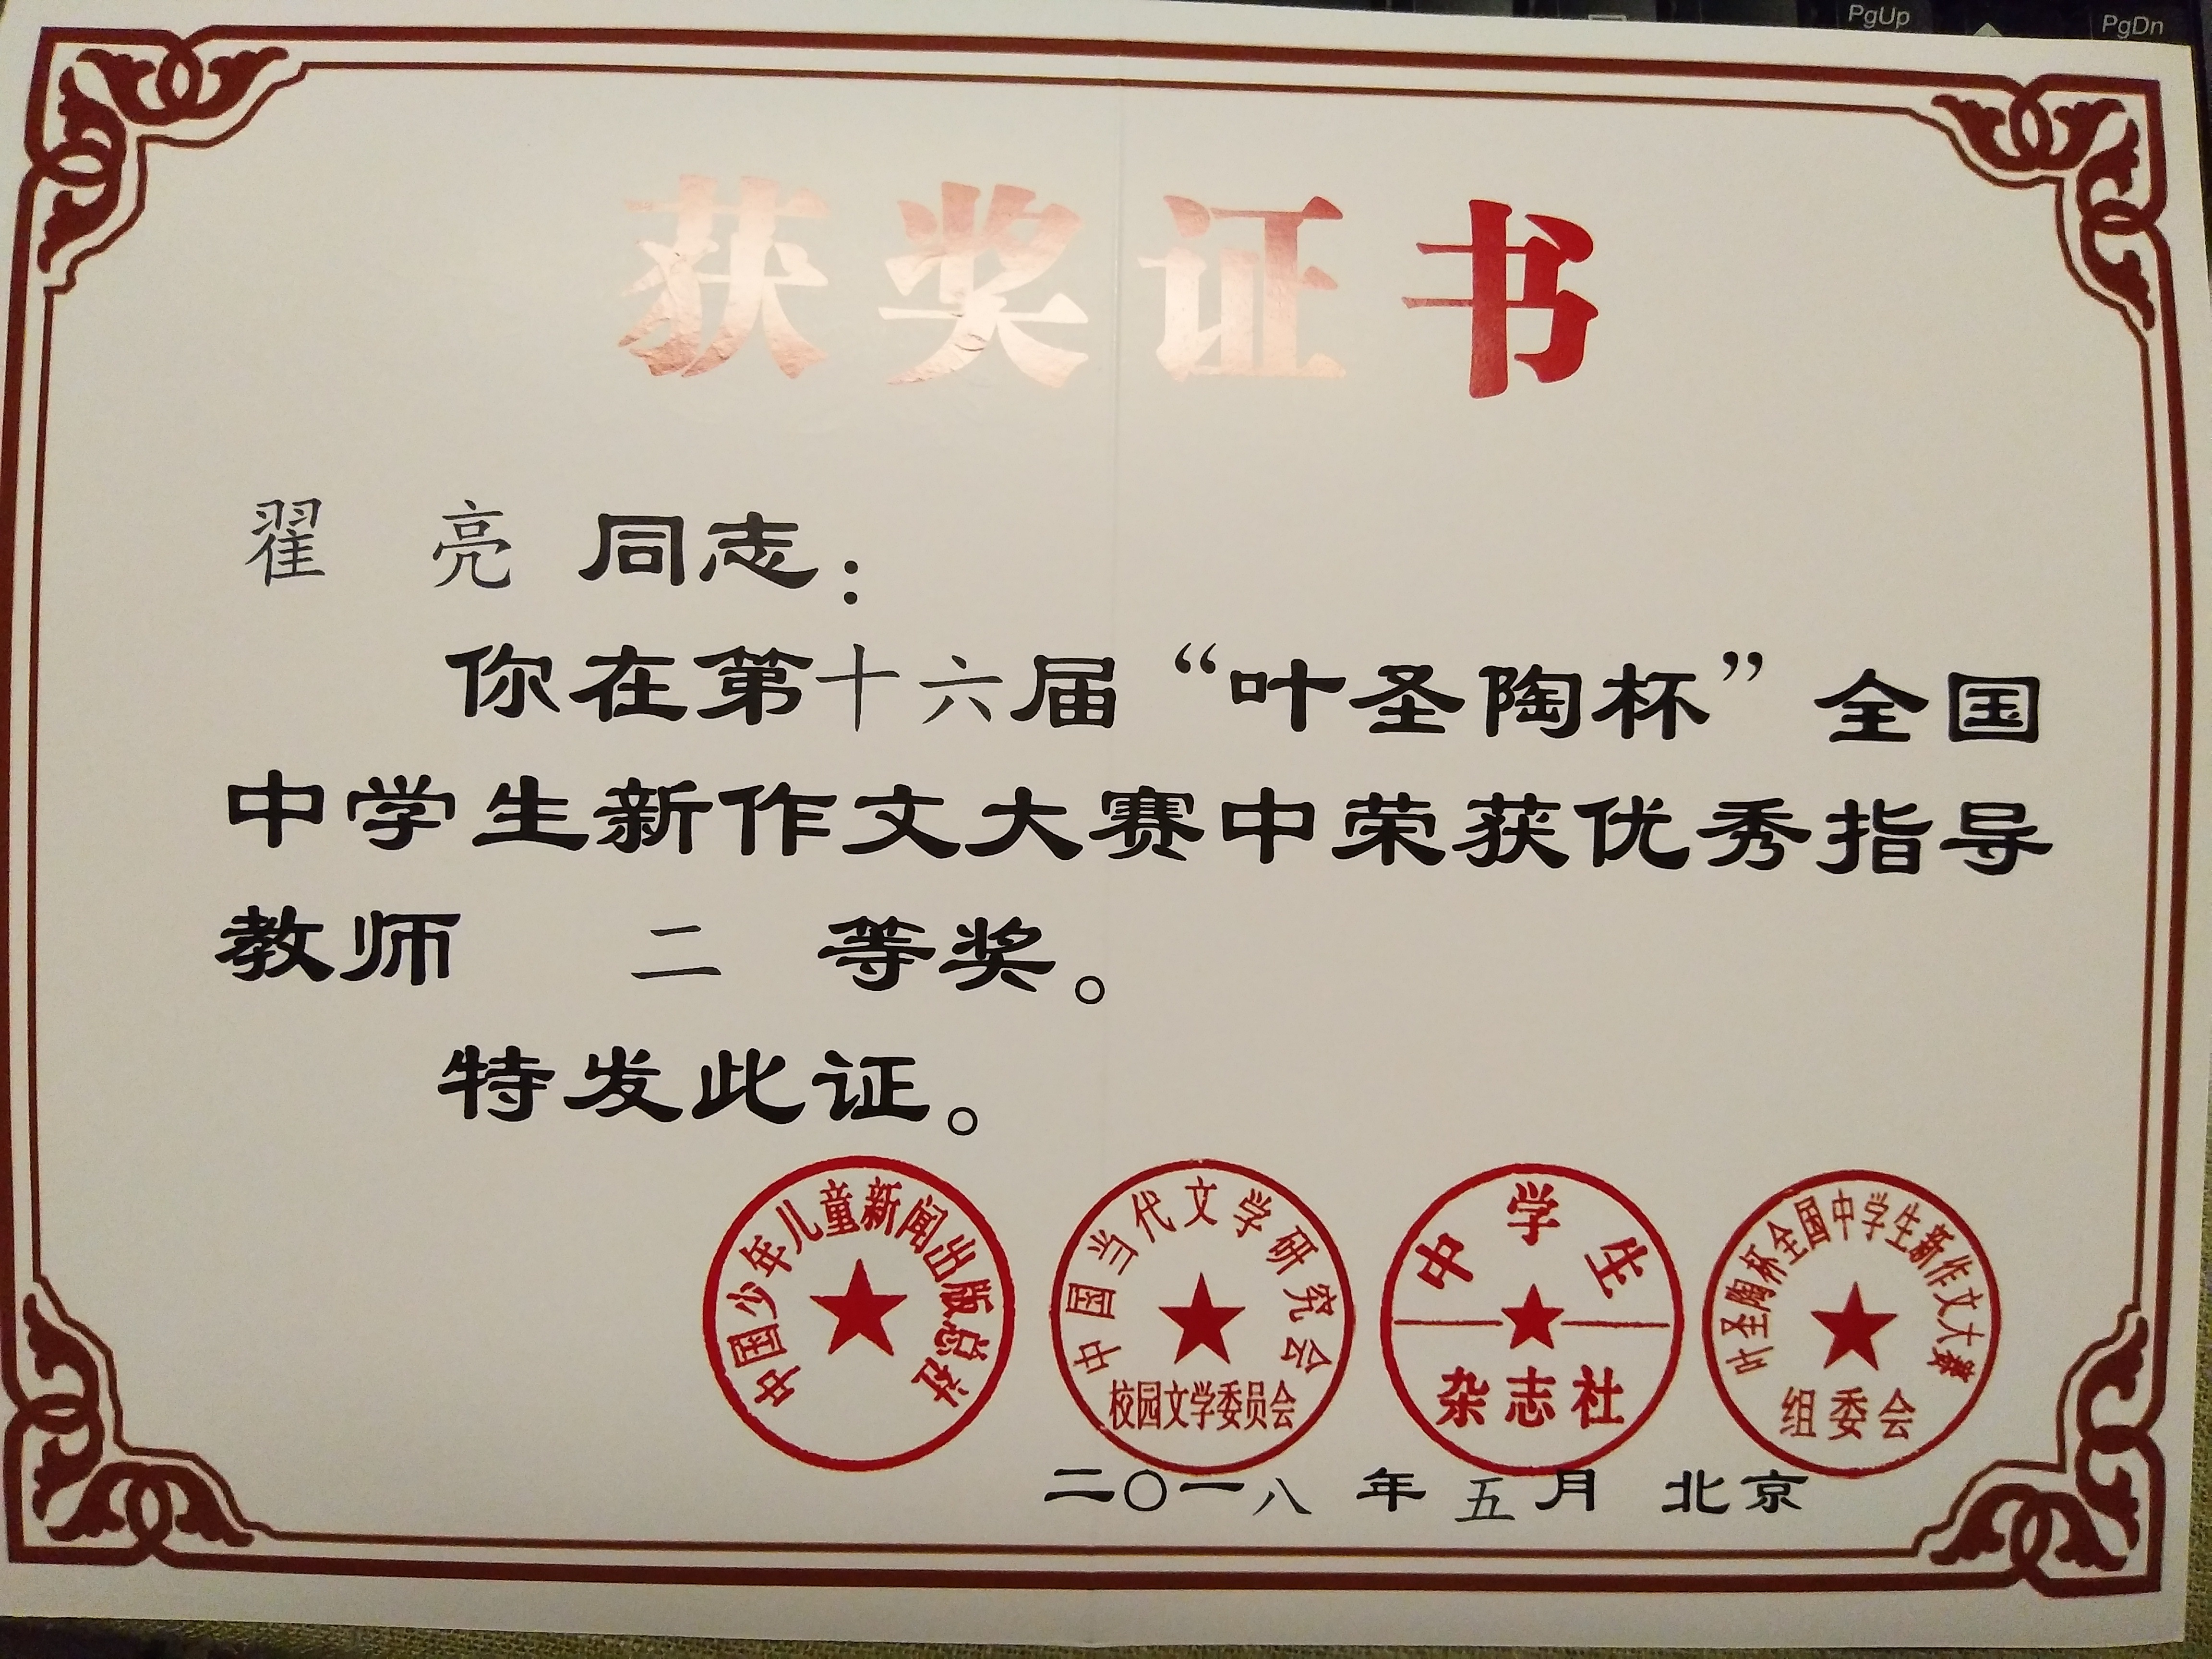 PgUp
PgDn
获奖证书
翟 亮 同志：
你在第十六届“叶圣陶杯”全国
中学生新作文大赛中荣获优秀指导
教师 二 等奖。
特发此证。
中国少年儿童新闻出版总社
中国当代文学研究会
校园文学委员会
中学生
杂志社
叶圣陶杯全国中学生新作文大赛
组委会
二〇一八 年 五 月 北京